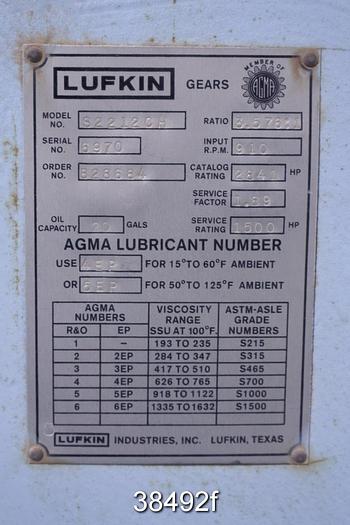 LUFKIN GEARS MEMBER OF AGMA
MODEL NO. S2212CH RATIO 3.576:1
SERIAL NO. 6970 INPUT R.P.M. 910
ORDER NO. CATALOG RATING 2841 HP
SERVICE FACTOR 1.89
OIL CAPACITY 20 GALS SERVICE RATING 1500 HP
AGMA LUBRICANT NUMBER
USE 4EP FOR 15°TO 60°F AMBIENT
OR 6EP FOR 50°TO 125°F AMBIENT
AGMA NUMBERS VISCOSITY RANGE SSU AT 100°F. ASTM-ASLE GRADE NUMBERS
R&O EP
1 – 193 TO 235 S215
2 2EP 284 TO 347 S315
3 3EP 417 TO 510 S465
4 4EP 626 TO 765 S700
5 5EP 918 TO 1122 S1000
6 6EP 1335 TO 1632 S1500
LUFKIN INDUSTRIES, INC. LUFKIN, TEXAS
38492f